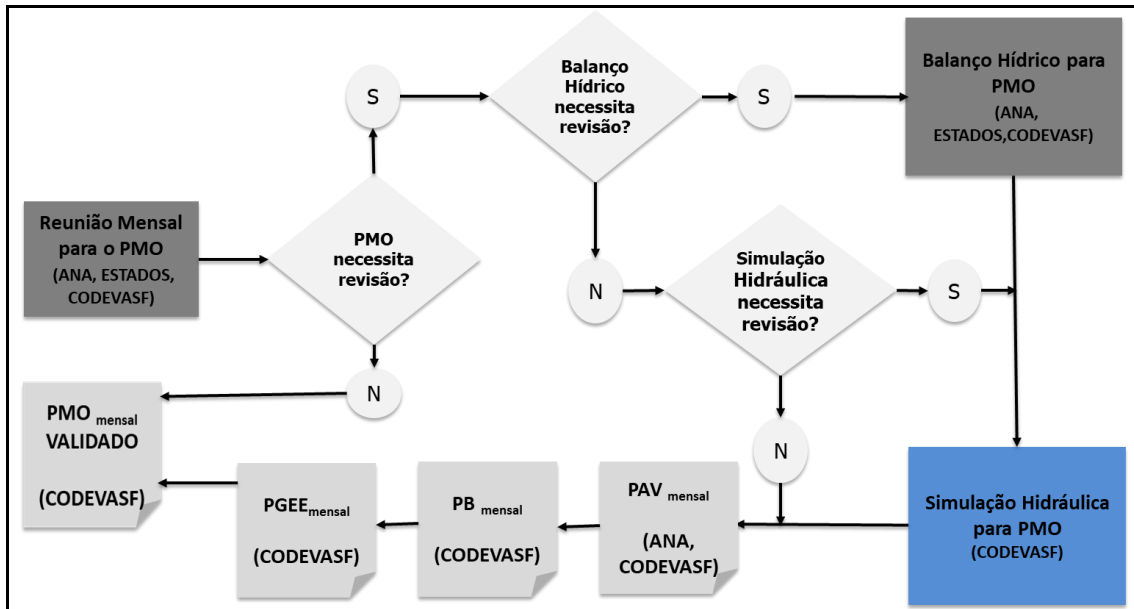 Reunião Mensal
para o PMO
(ANA, ESTADOS,
CODEVASF)
PMO
necessita
revisão?
S
Balanço
Hídrico
necessita
revisão?
S
Balanço Hídrico para
PMO
(ANA,
ESTADOS,CODEVASF)
N
Simulação
Hidráulica
necessita
revisão?
S
N
N
Simulação Hidráulica
para PMO
(CODEVASF)
PAV mensal
(ANA,
CODEVASF)
PB mensal
(CODEVASF)
PGEEmensal
(CODEVASF)
PMO mensal
VALIDADO
(CODEVASF)